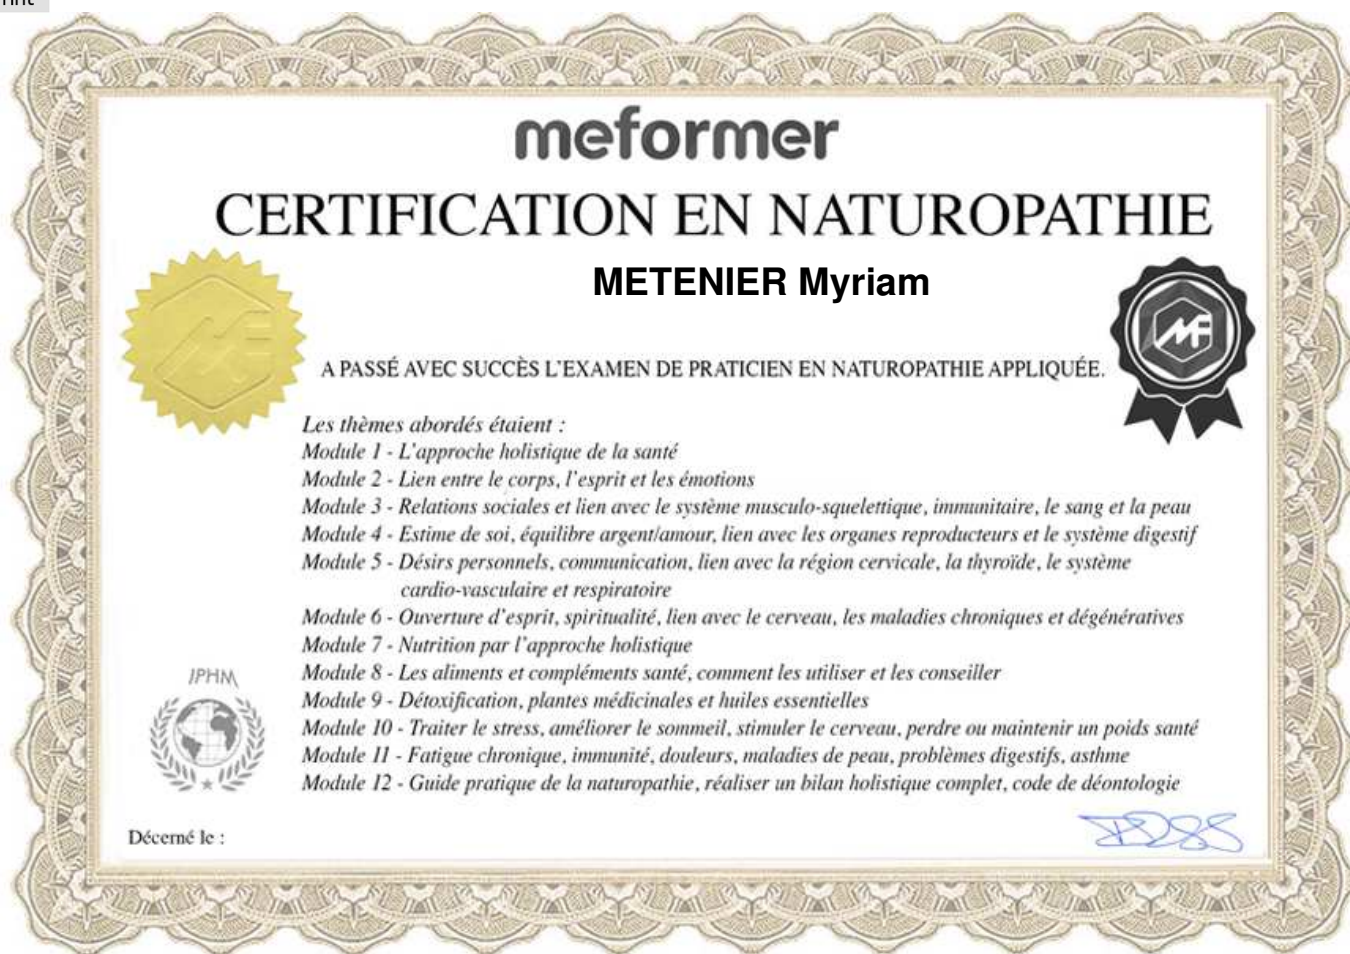 meformer
CERTIFICATION EN NATUROPATHIE
METENIER Myriam
A PASSÉ AVEC SUCCÈS L'EXAMEN DE PRATICIEN EN NATUROPATHIE APPLIQUÉE.
Les thèmes abordés étaient :
Module 1 - L'approche holistique de la santé
Module 2 - Lien entre le corps, l'esprit et les émotions
Module 3 - Relations sociales et lien avec le système musculo-squelettique, immunitaire, le sang et la peau
Module 4 - Estime de soi, équilibre argent/amour, lien avec les organes reproducteurs et le système digestif
Module 5 - Désirs personnels, communication, lien avec la région cervicale, la thyroïde, le système
cardio-vasculaire et respiratoire
Module 6 - Ouverture d'esprit, spiritualité, lien avec le cerveau, les maladies chroniques et dégénératives
Module 7 - Nutrition par l'approche holistique
Module 8 - Les aliments et compléments santé, comment les utiliser et les conseiller
Module 9 - Détoxification, plantes médicinales et huiles essentielles
Module 10 - Traiter le stress, améliorer le sommeil, stimuler le cerveau, perdre ou maintenir un poids santé
Module 11 - Fatigue chronique, immunité, douleurs, maladies de peau, problèmes digestifs, asthme
Module 12 - Guide pratique de la naturopathie, réaliser un bilan holistique complet, code de déontologie
IPHM
MF
MF
Décerné le :